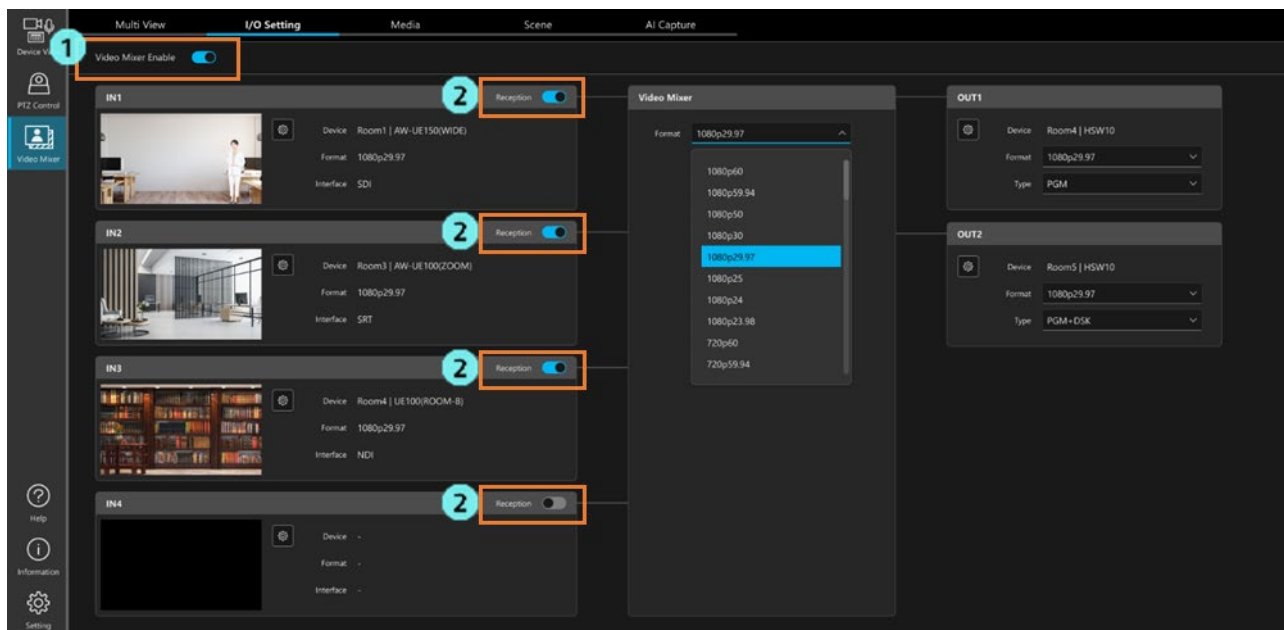 Multi View
I/O Setting
Media
Scene
AI Capture
Device Vi
1
Video Mixer Enable
PTZ Control
Video Mixer
Help
Information
Setting
IN1
2
Reception
Device Room1 | AW-UE150(WIDE)
Format 1080p29.97
Interface SDI
IN2
2
Reception
Device Room3 | AW-UE100(ZOOM)
Format 1080p29.97
Interface SRT
IN3
2
Reception
Device Room4 | UE100(ROOM-B)
Format 1080p29.97
Interface NDI
IN4
2
Reception
Device -
Format -
Interface -
Video Mixer
Format 1080p29.97
1080p60
1080p59.94
1080p50
1080p30
1080p29.97
1080p25
1080p24
1080p23.98
720p60
720p59.94
OUT1
Device Room4 | HSW10
Format 1080p29.97
Type PGM
OUT2
Device Room5 | HSW10
Format 1080p29.97
Type PGM+DSK